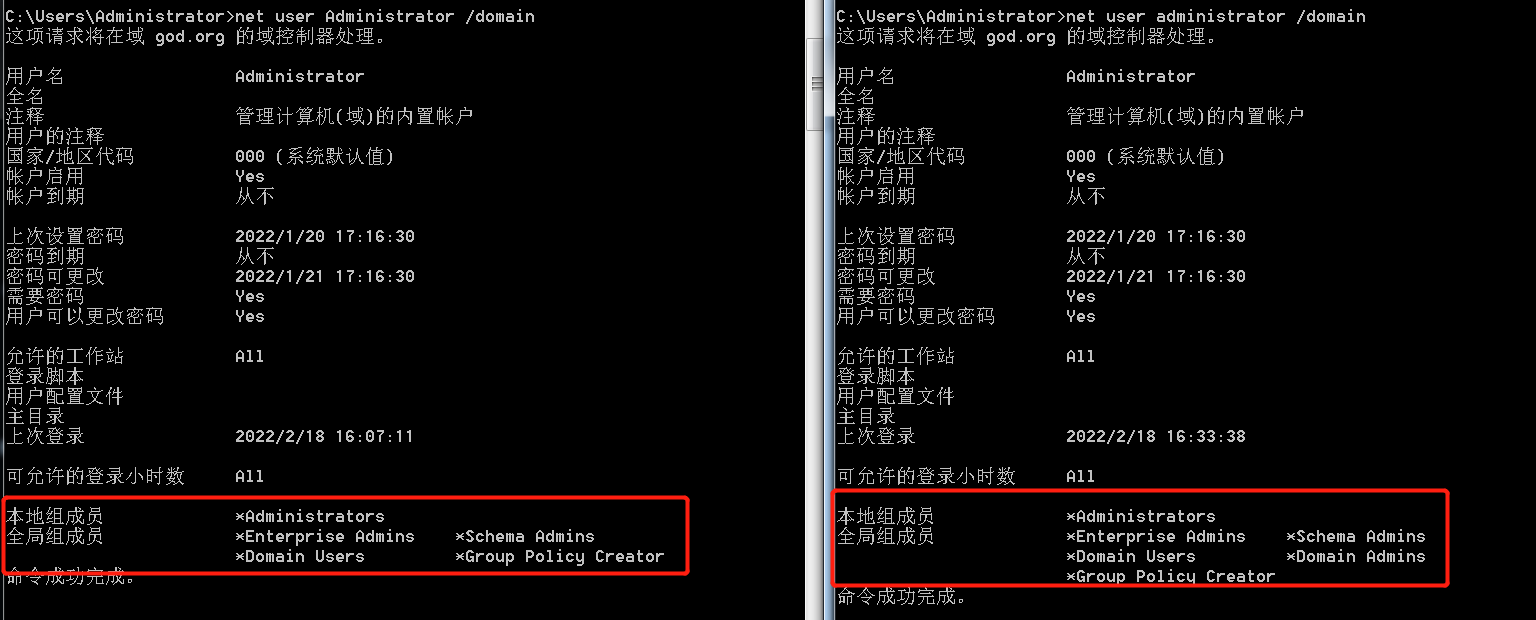 C:\Users\Administrator>net user Administrator /domain
这项请求将在域 god.org 的域控制器处理。
用户名 Administrator
全名
注释 管理计算机(域)的内置帐户
用户的注释
国家/地区代码 000 (系统默认值)
帐户启用 Yes
帐户到期 从不
上次设置密码 2022/1/20 17:16:30
密码到期 从不
密码可更改 2022/1/21 17:16:30
需要密码 Yes
用户可以更改密码 Yes
允许的工作站 All
登录脚本
用户配置文件
主目录
上次登录 2022/2/18 16:07:11
可允许的登录小时数 All
本地组成员 *Administrators
全局组成员 *Enterprise Admins *Schema Admins
*Domain Users *Group Policy Creator
命令成功完成。
C:\Users\Administrator>net user administrator /domain
这项请求将在域 god.org 的域控制器处理。
用户名 Administrator
全名
注释 管理计算机(域)的内置帐户
用户的注释
国家/地区代码 000 (系统默认值)
帐户启用 Yes
帐户到期 从不
上次设置密码 2022/1/20 17:16:30
密码到期 从不
密码可更改 2022/1/21 17:16:30
需要密码 Yes
用户可以更改密码 Yes
允许的工作站 All
登录脚本
用户配置文件
主目录
上次登录 2022/2/18 16:33:38
可允许的登录小时数 All
本地组成员 *Administrators
全局组成员 *Enterprise Admins *Schema Admins
*Domain Users *Domain Admins
*Group Policy Creator
命令成功完成。